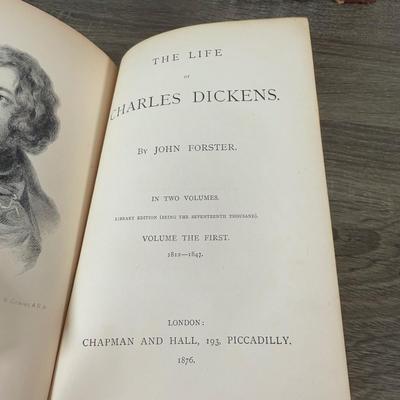 THE LIFE
OF
CHARLES DICKENS.
BY JOHN FORSTER.
IN TWO VOLUMES.
LIBRARY EDITION (BEING THE SEVENTEENTH THOUSAND).
VOLUME THE FIRST.
1812—1847.
LONDON:
CHAPMAN AND HALL, 193, PICCADILLY.
1876.